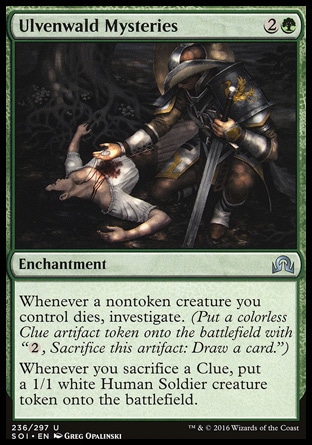 Ulvenwald Mysteries 2
Enchantment
Whenever a nontoken creature you
control dies, investigate. (Put a colorless
Clue artifact token onto the battlefield with
“2, Sacrifice this artifact: Draw a card.”)
Whenever you sacrifice a Clue, put
a 1/1 white Human Soldier creature
token onto the battlefield.
236/297 U
SOI • EN Greg Opalinski ™ & © 2016 Wizards of the Coast